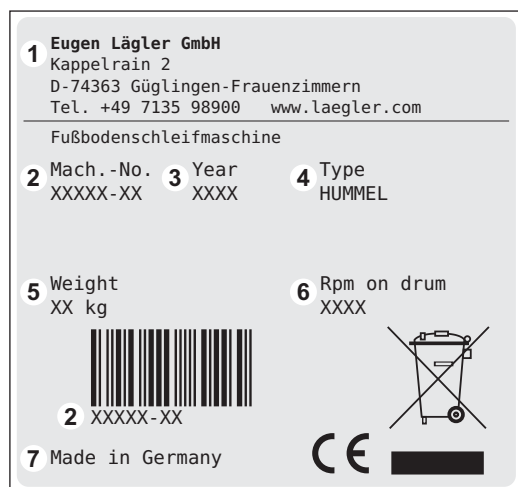 1 Eugen Lägler GmbH
Kappelrain 2
D-74363 Güglingen-Frauenzimmern
Tel. +49 7135 98900 www.laegler.com
Fußbodenschleifmaschine
2 Mach.-No. 3 Year 4 Type
XXXXX-XX XXXX HUMMEL
5 Weight 6 Rpm on drum
XX kg XXXX
2 XXXXX-XX
7 Made in Germany CE